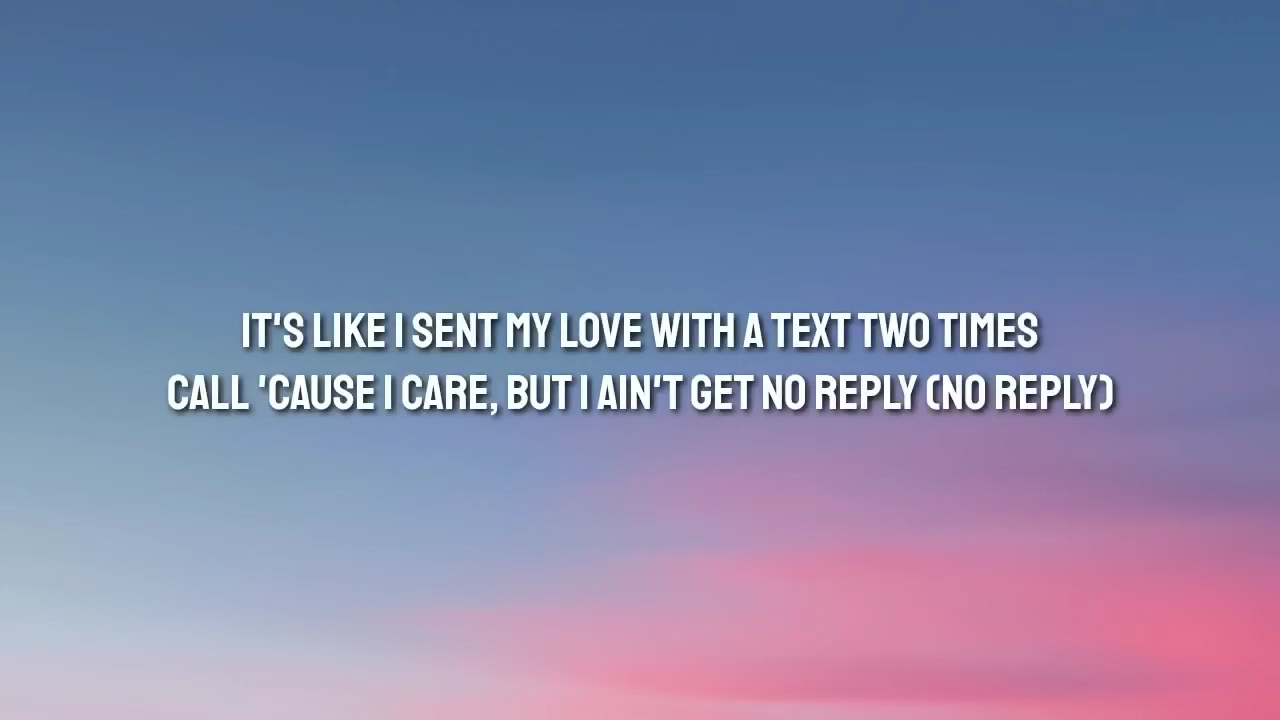 IT'S LIKE I SENT MY LOVE WITH A TEXT TWO TIMES
CALL 'CAUSE I CARE, BUT I AIN'T GET NO REPLY (NO REPLY)